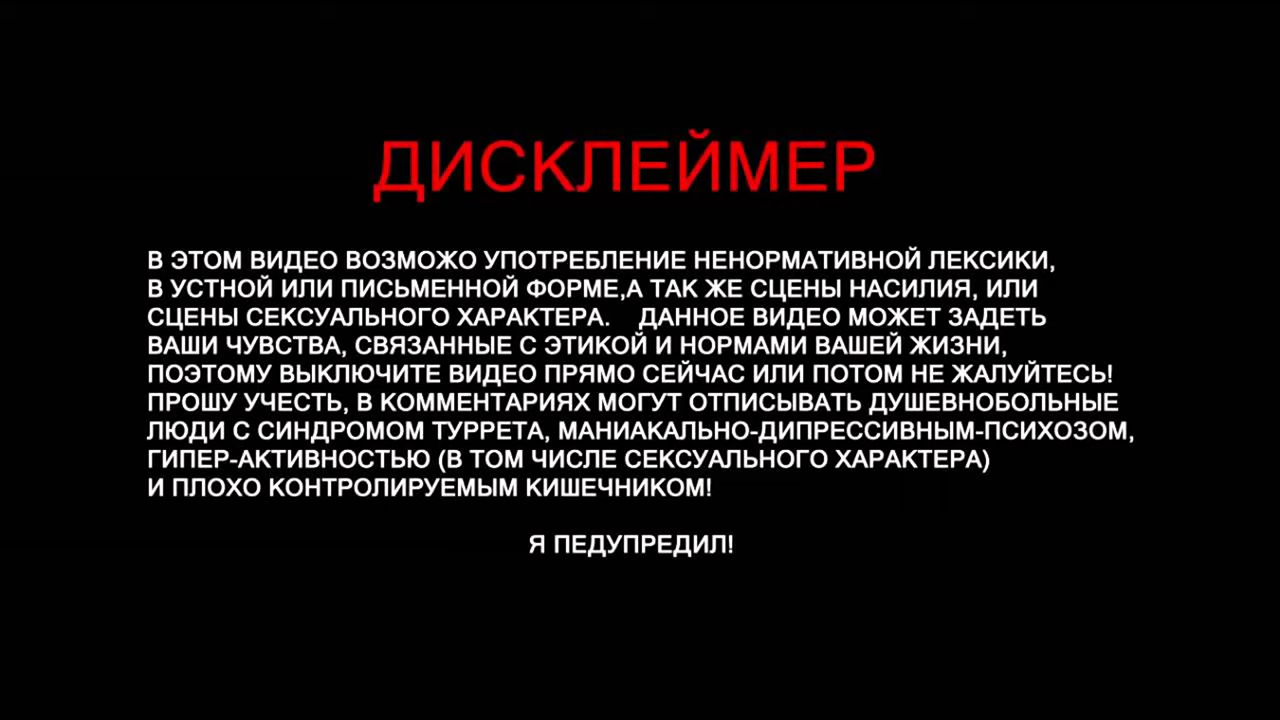 ДИСКЛЕЙМЕР
В ЭТОМ ВИДЕО ВОЗМОЖО УПОТРЕБЛЕНИЕ НЕНОРМАТИВНОЙ ЛЕКСИКИ,
В УСТНОЙ ИЛИ ПИСЬМЕННОЙ ФОРМЕ,А ТАК ЖЕ СЦЕНЫ НАСИЛИЯ, ИЛИ
СЦЕНЫ СЕКСУАЛЬНОГО ХАРАКТЕРА. ДАННОЕ ВИДЕО МОЖЕТ ЗАДЕТЬ
ВАШИ ЧУВСТВА, СВЯЗАННЫЕ С ЭТИКОЙ И НОРМАМИ ВАШЕЙ ЖИЗНИ,
ПОЭТОМУ ВЫКЛЮЧИТЕ ВИДЕО ПРЯМО СЕЙЧАС ИЛИ ПОТОМ НЕ ЖАЛУЙТЕСЬ!
ПРОШУ УЧЕСТЬ, В КОММЕНТАРИЯХ МОГУТ ОТПИСЫВАТЬ ДУШЕВНОБОЛЬНЫЕ
ЛЮДИ С СИНДРОМОМ ТУРРЕТА, МАНИАКАЛЬНО-ДИПРЕССИВНЫМ-ПСИХОЗОМ,
ГИПЕР-АКТИВНОСТЬЮ (В ТОМ ЧИСЛЕ СЕКСУАЛЬНОГО ХАРАКТЕРА)
И ПЛОХО КОНТРОЛИРУЕМЫМ КИШЕЧНИКОМ!
Я ПЕДУПРЕДИЛ!